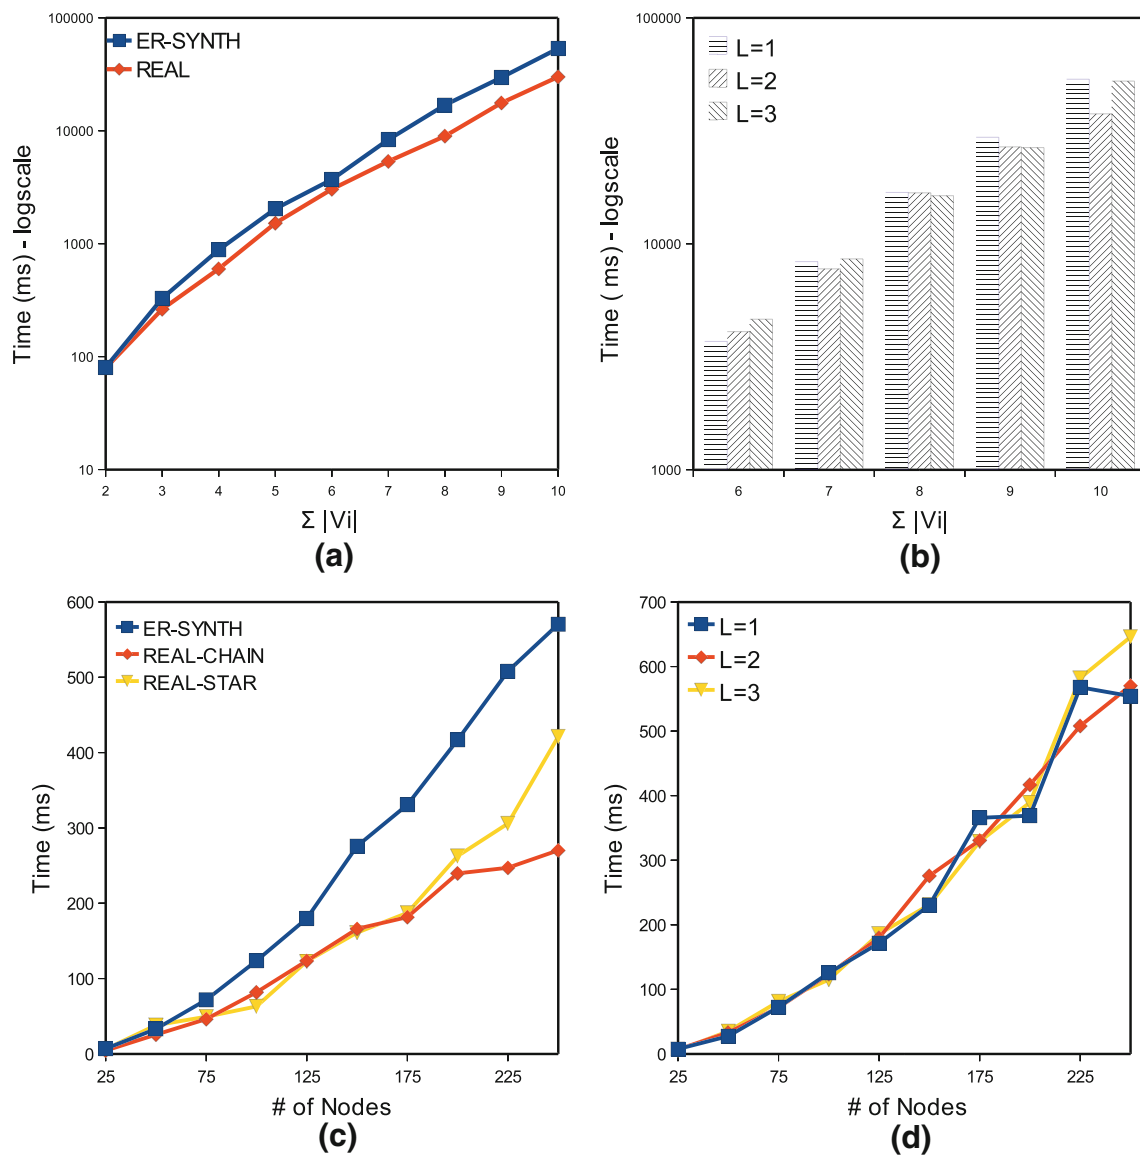 100000
10000
1000
100
10
ER-SYNTH
REAL
Time (ms) - logscale
2 3 4 5 6 7 8 9 10
Σ |Vi|
(a)
100000
10000
1000
L=1
L=2
L=3
Time ( ms) - logscale
6 7 8 9 10
Σ |Vi|
(b)
600
500
400
300
200
100
0
ER-SYNTH
REAL-CHAIN
REAL-STAR
Time (ms)
25 75 125 175 225
# of Nodes
(c)
700
600
500
400
300
200
100
0
L=1
L=2
L=3
Time (ms)
25 75 125 175 225
# of Nodes
(d)